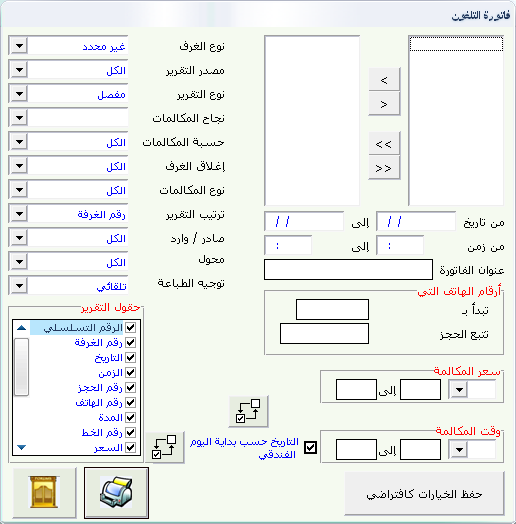 فاتورة التلفون
نوع الغرف
غير محدد
مصدر التقرير
الكل
نوع التقرير
مفصل
نجاح المكالمات
حسبة المكالمات
الكل
إغلاق الغرف
الكل
نوع المكالمات
الكل
ترتيب التقرير
رقم الغرفة
صادر / وارد
الكل
محول
الكل
توجيه الطباعة
تلقائي
<
>
<<
>>
من تاريخ / / إلى / /
من زمن : إلى :
عنوان الفاتورة
أرقام الهاتف التي
تبدأ بـ
تتبع الحجز
سعر المكالمة
إلى
وقت المكالمة
إلى
حقول التقرير
الرقم التسلسلي
رقم الغرفة
التاريخ
الزمن
رقم الحجز
رقم الهاتف
المدة
رقم الخط
السعر
التاريخ حسب بداية اليوم
الفندقي
حفظ الخيارات كافتراضي